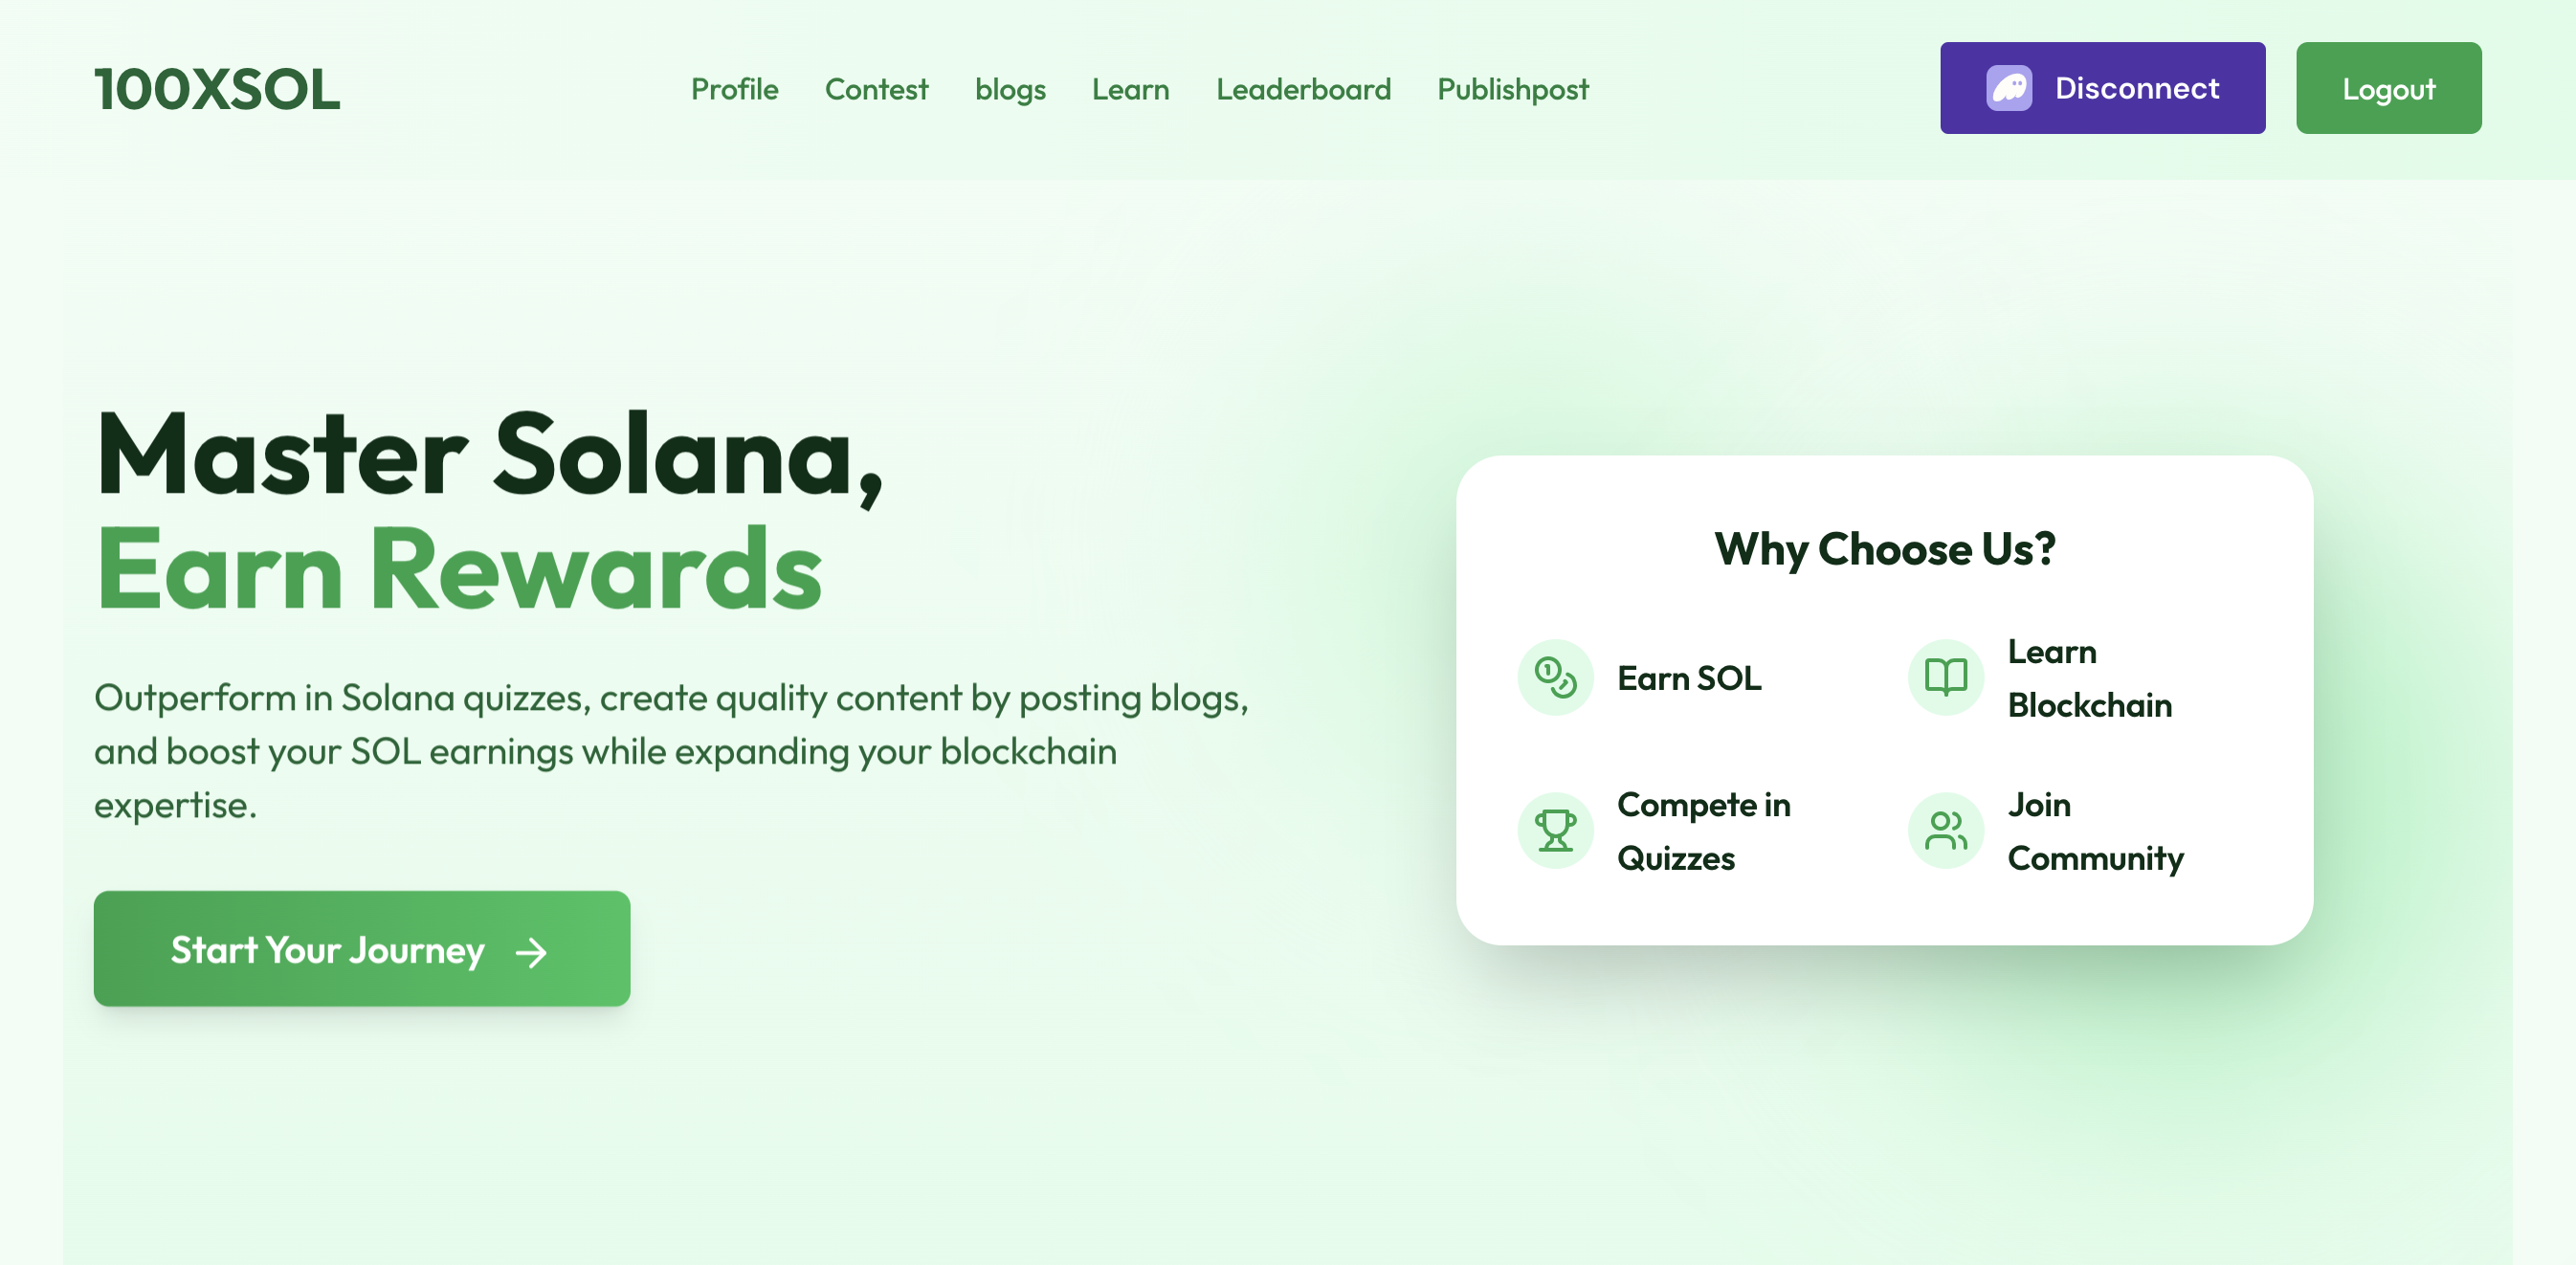 100XSOL
Profile Contest blogs Learn Leaderboard Publishpost
Disconnect
Logout
Master Solana,
Earn Rewards
Outperform in Solana quizzes, create quality content by posting blogs,
and boost your SOL earnings while expanding your blockchain
expertise.
Start Your Journey
Why Choose Us?
Earn SOL
Learn
Blockchain
Compete in
Quizzes
Join
Community